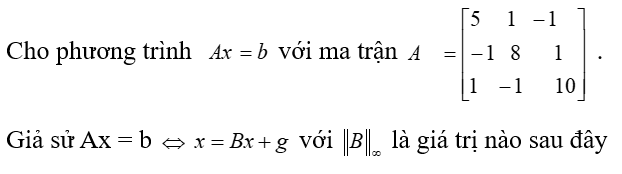 Cho phương trình Ax = b với ma trận A = [5 1 −1
−1 8 1
1 −1 10] .
Giả sử Ax = b ⇔ x = Bx + g với ‖B‖∞ là giá trị nào sau đây